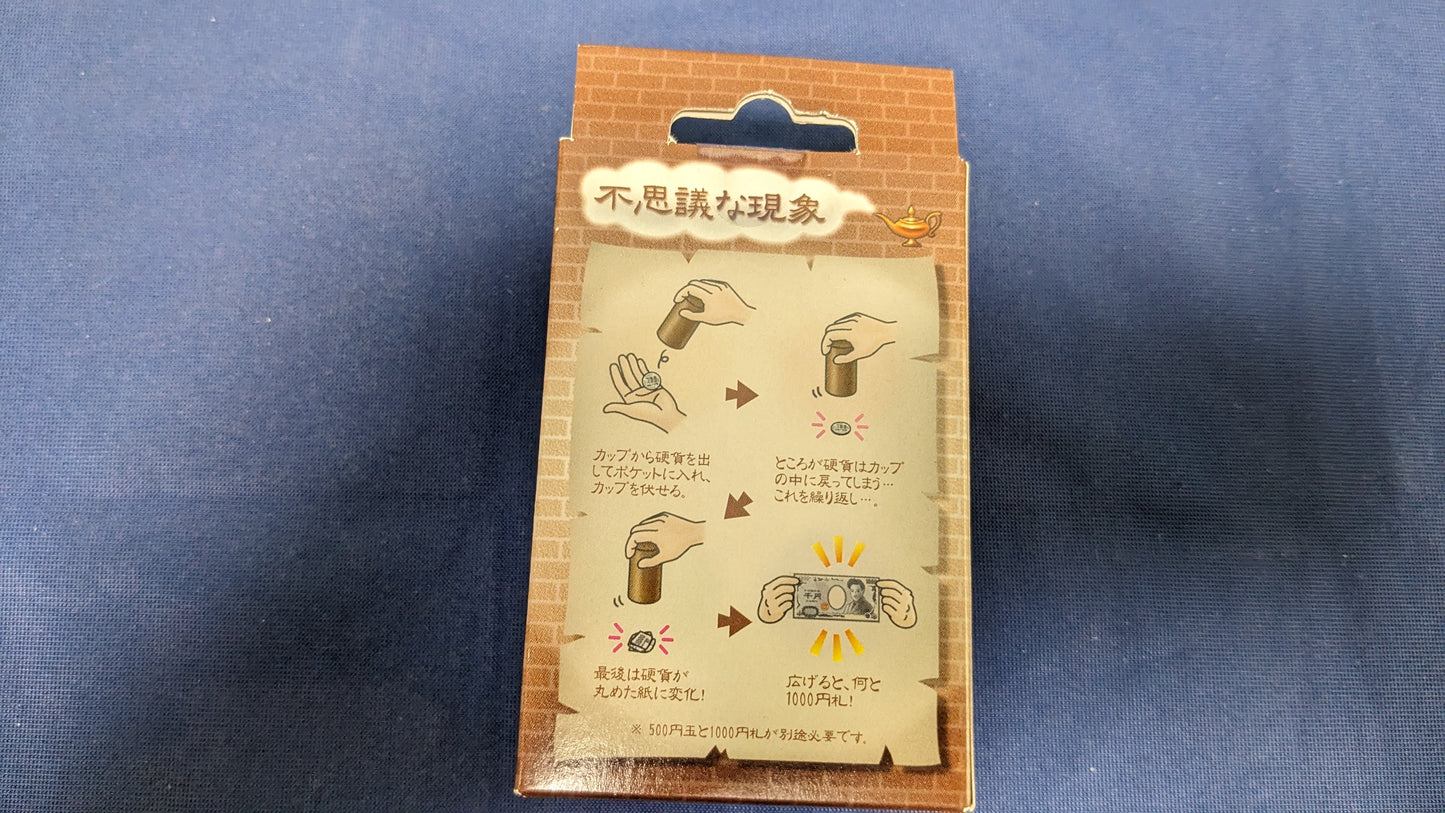 不思議な現象
カップから硬貨を出
してポケットに入れ、
カップを伏せる。
ところが硬貨はカップ
の中に戻ってしまう…
これを繰り返し…。
最後は硬貨が
丸めた紙に変化!
広げると、何と
1000円札!
※ 500円玉と1000円札が別途必要です。